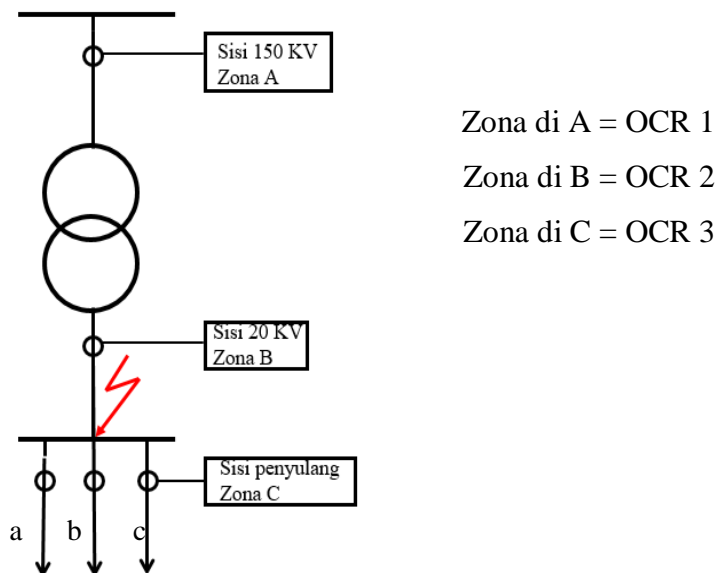 Sisi 150 KV
Zona A
Zona di A = OCR 1
Zona di B = OCR 2
Zona di C = OCR 3
Sisi 20 KV
Zona B
Sisi penyulang
Zona C
a b c